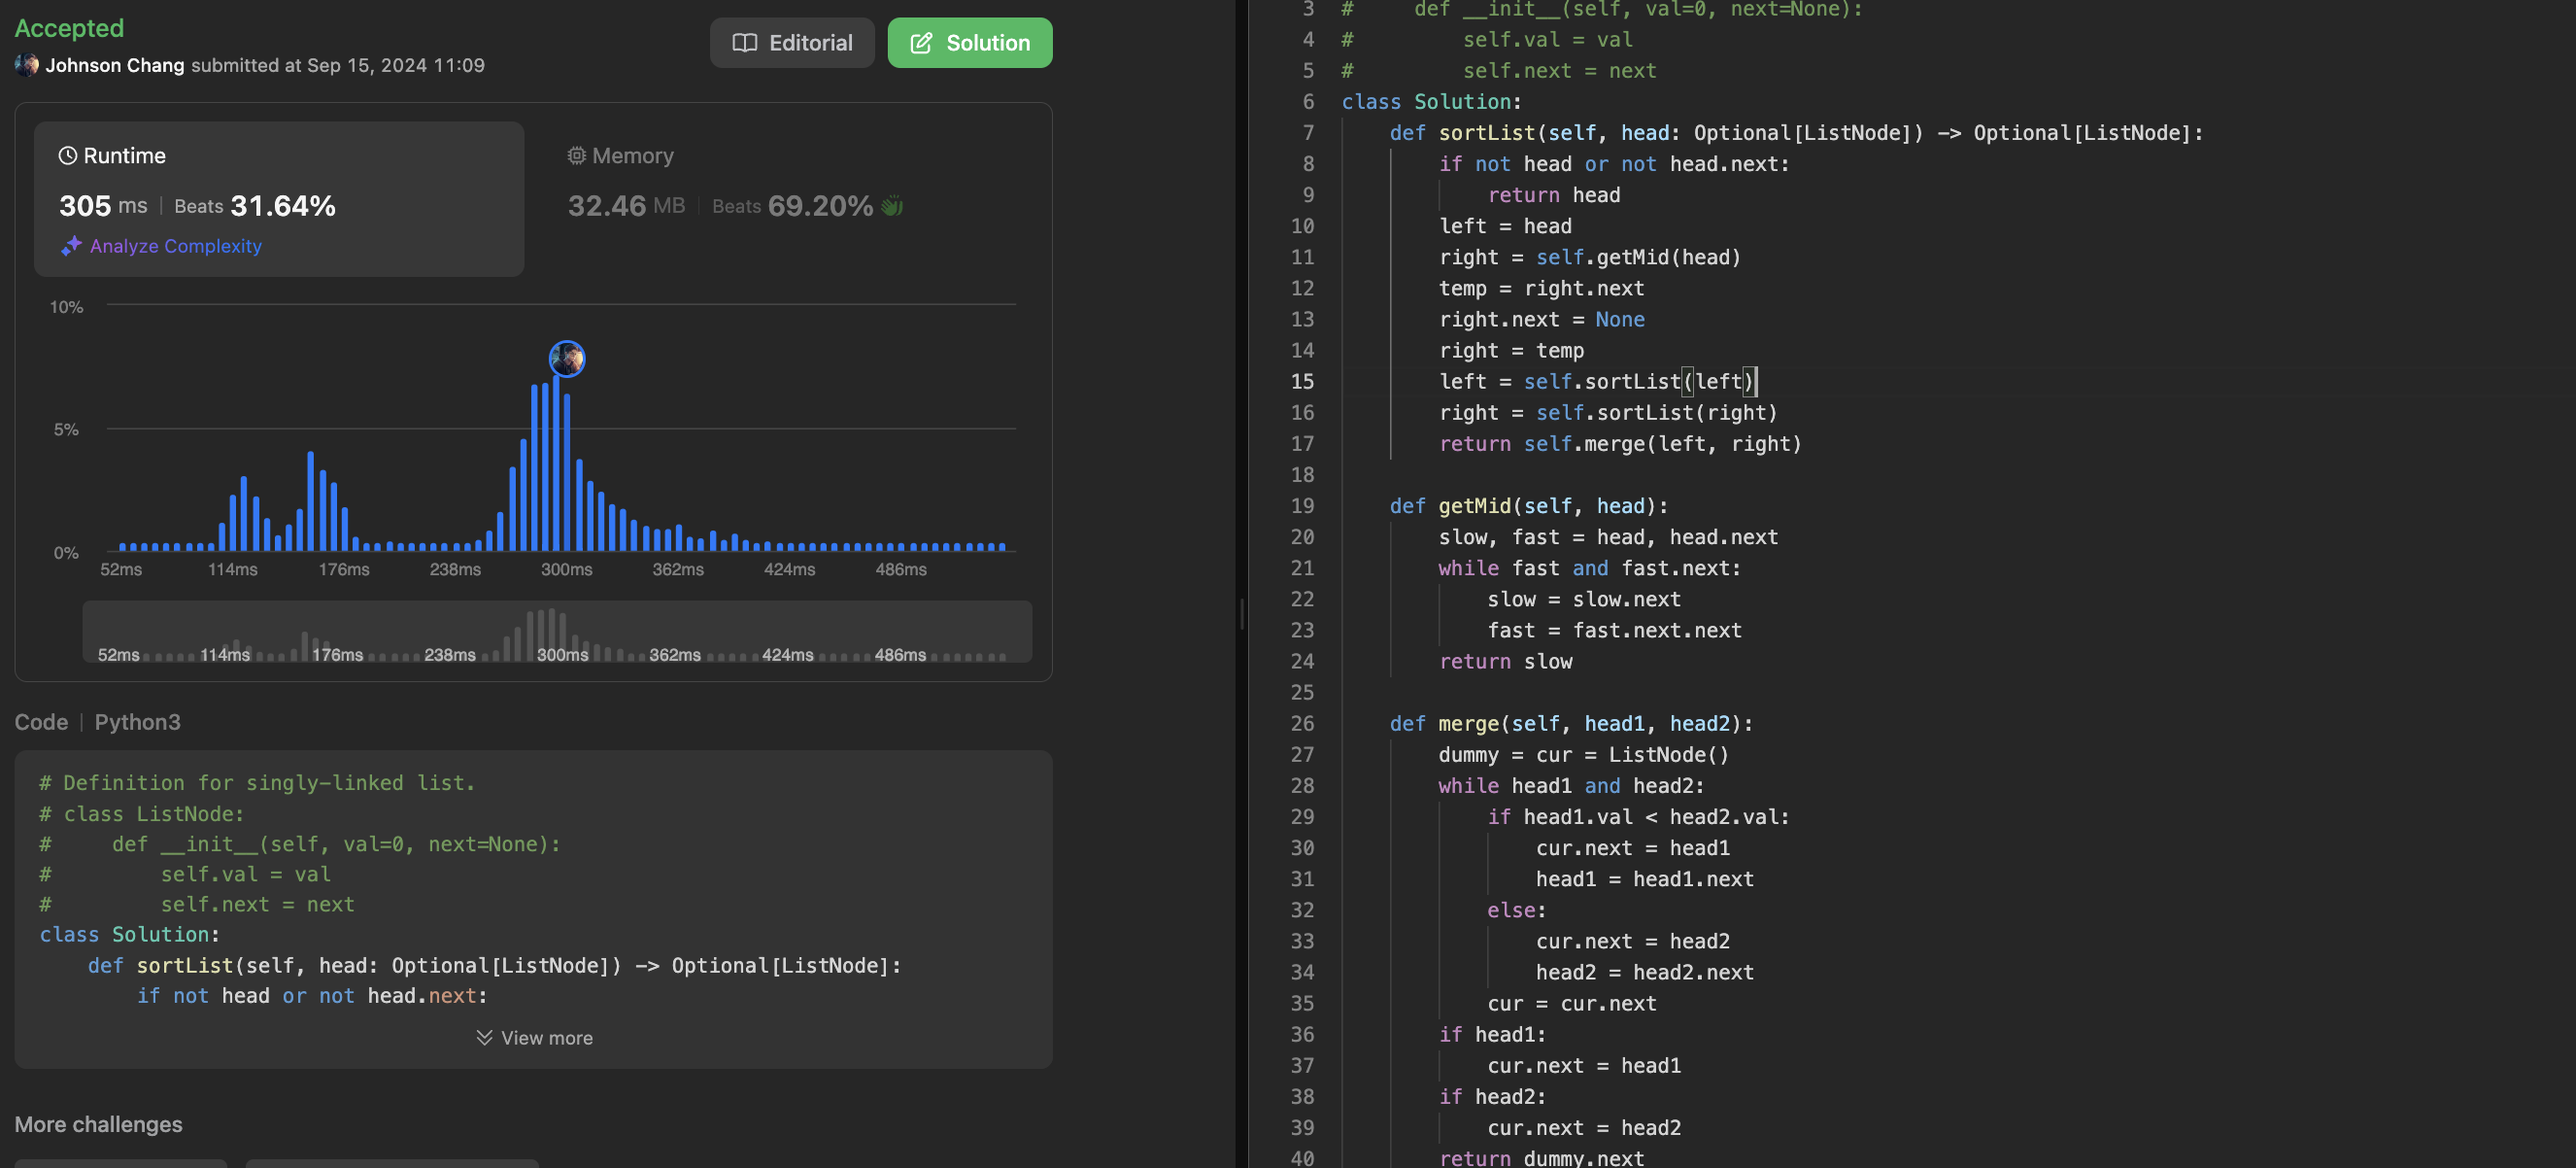 Accepted
Editorial
Solution
Johnson Chang submitted at Sep 15, 2024 11:09
Runtime
305 ms | Beats 31.64%
Analyze Complexity
Memory
32.46 MB | Beats 69.20%
10%
5%
0%
52ms 114ms 176ms 238ms 300ms 362ms 424ms 486ms
52ms 114ms 176ms 238ms 300ms 362ms 424ms 486ms
Code | Python3
# Definition for singly-linked list.
# class ListNode:
#     def __init__(self, val=0, next=None):
#         self.val = val
#         self.next = next
class Solution:
    def sortList(self, head: Optional[ListNode]) -> Optional[ListNode]:
        if not head or not head.next:
View more
More challenges
3 #     def __init__(self, val=0, next=None):
4 #         self.val = val
5 #         self.next = next
6 class Solution:
7     def sortList(self, head: Optional[ListNode]) -> Optional[ListNode]:
8         if not head or not head.next:
9             return head
10         left = head
11         right = self.getMid(head)
12         temp = right.next
13         right.next = None
14         right = temp
15         left = self.sortList(left)
16         right = self.sortList(right)
17         return self.merge(left, right)
18
19     def getMid(self, head):
20         slow, fast = head, head.next
21         while fast and fast.next:
22             slow = slow.next
23             fast = fast.next.next
24         return slow
25
26     def merge(self, head1, head2):
27         dummy = cur = ListNode()
28         while head1 and head2:
29             if head1.val < head2.val:
30                 cur.next = head1
31                 head1 = head1.next
32             else:
33                 cur.next = head2
34                 head2 = head2.next
35             cur = cur.next
36         if head1:
37             cur.next = head1
38         if head2:
39             cur.next = head2
40         return dummy.next